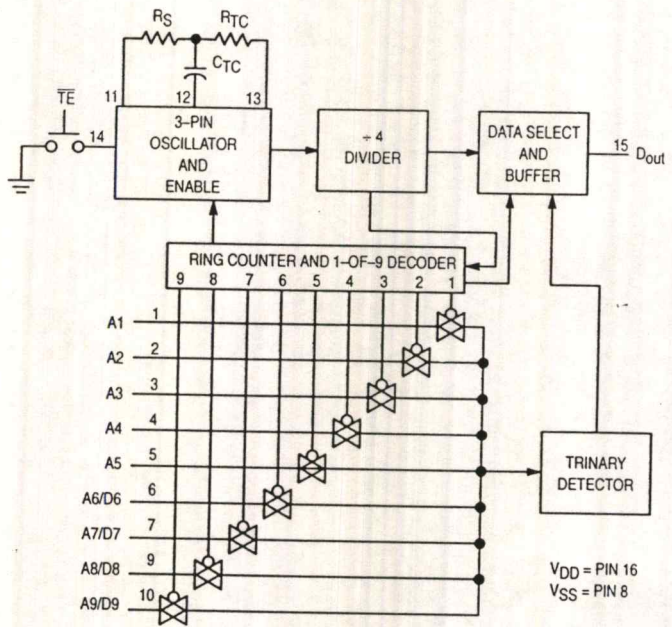 RS RTC
CTC
11 12 13
TE
14
3–PIN
OSCILLATOR
AND
ENABLE
÷ 4
DIVIDER
DATA SELECT
AND
BUFFER
15 Dout
RING COUNTER AND 1–OF–9 DECODER
9 8 7 6 5 4 3 2 1
A1 1
A2 2
A3 3
A4 4
A5 5
A6/D6 6
A7/D7 7
A8/D8 9
A9/D9 10
TRINARY
DETECTOR
VDD = PIN 16
VSS = PIN 8